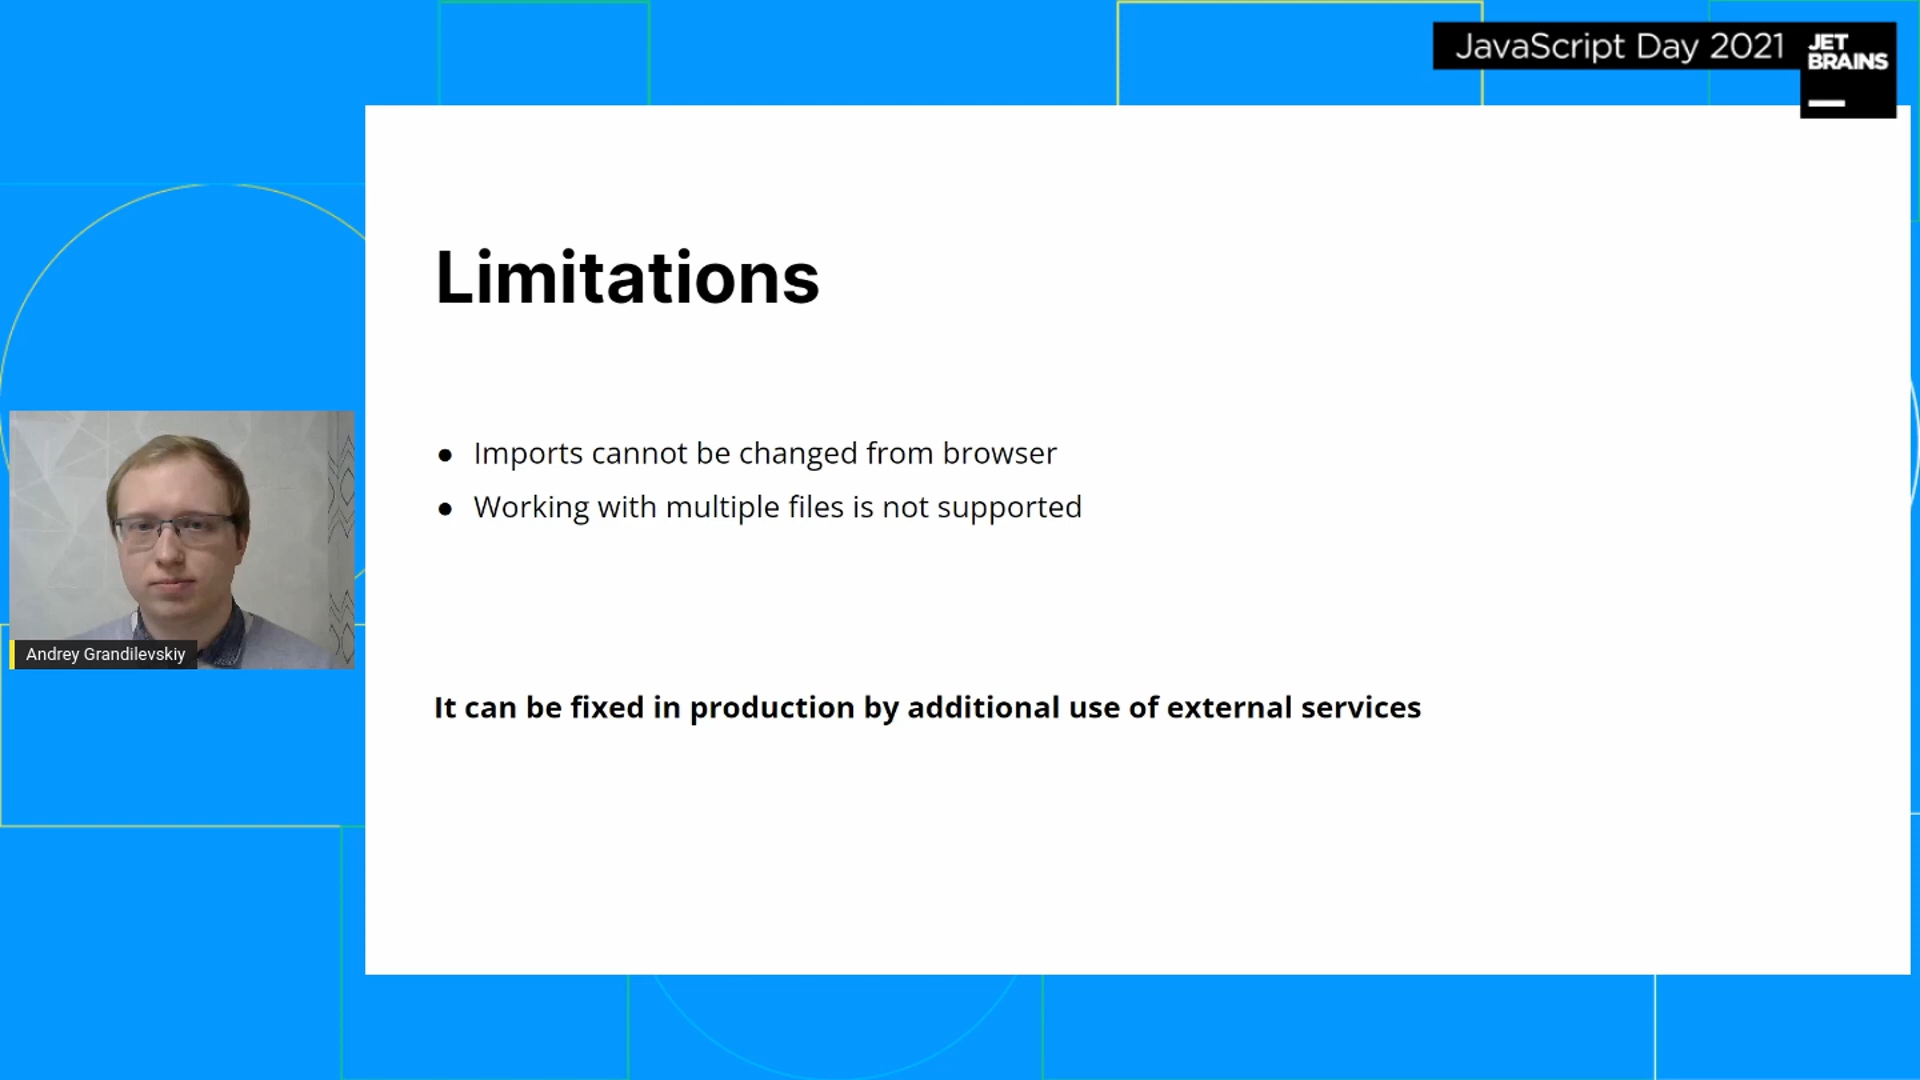 JavaScript Day 2021
JET
BRAINS
Limitations
● Imports cannot be changed from browser
● Working with multiple files is not supported
Andrey Grandilevskiy
It can be fixed in production by additional use of external services